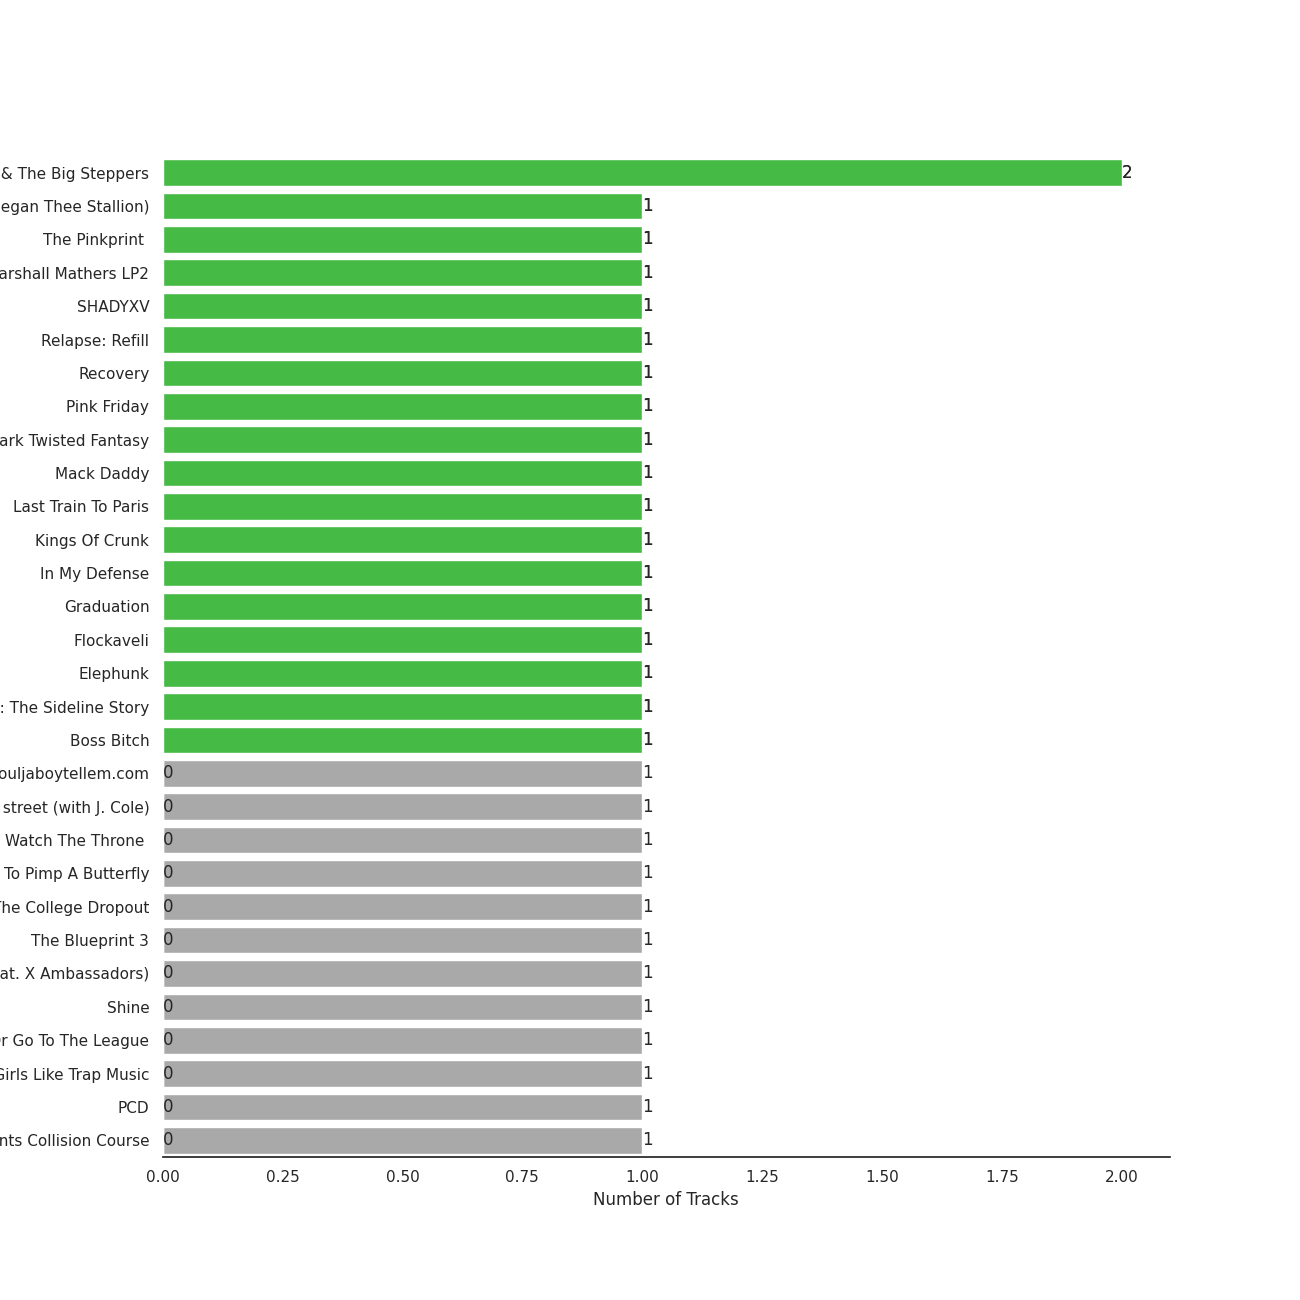 & The Big Steppers 2
egan Thee Stallion) 1
The Pinkprint 1
arshall Mathers LP2 1
SHADYXV 1
Relapse: Refill 1
Recovery 1
Pink Friday 1
ark Twisted Fantasy 1
Mack Daddy 1
Last Train To Paris 1
Kings Of Crunk 1
In My Defense 1
Graduation 1
Flockaveli 1
Elephunk 1
: The Sideline Story 1
Boss Bitch 1
ouljaboytellem.com 0 1
street (with J. Cole) 0 1
Watch The Throne 0 1
To Pimp A Butterfly 0 1
The College Dropout 0 1
The Blueprint 3 0 1
at. X Ambassadors) 0 1
Shine 0 1
r Go To The League 0 1
Girls Like Trap Music 0 1
PCD 0 1
nts Collision Course 0 1
0.00 0.25 0.50 0.75 1.00 1.25 1.50 1.75 2.00
Number of Tracks